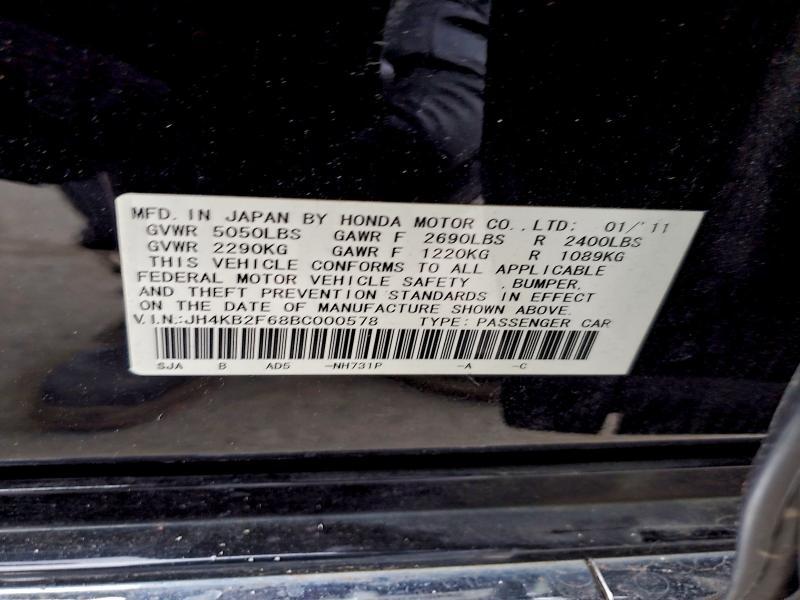 MFD. IN JAPAN BY HONDA MOTOR CO., LTD: 01/'11
GVWR 5050LBS GAWR F 2690LBS R 2400LBS
GVWR 2290KG GAWR F 1220KG R 1089KG
THIS VEHICLE CONFORMS TO ALL APPLICABLE
FEDERAL MOTOR VEHICLE SAFETY , BUMPER,
AND THEFT PREVENTION STANDARDS IN EFFECT
ON THE DATE OF MANUFACTURE SHOWN ABOVE.
V.I.N.:JH4KB2F68BC000578 TYPE: PASSENGER CAR
SJA B AD5 -NH731P -A -C